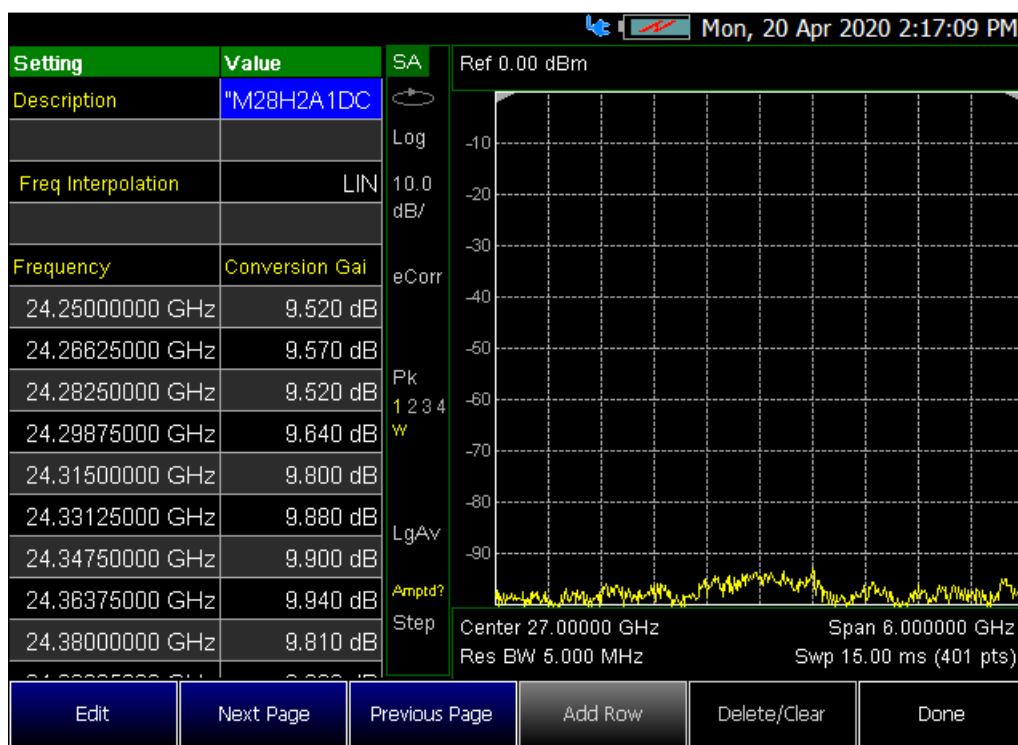 Mon, 20 Apr 2020 2:17:09 PM
Setting Value
Description "M28H2A1DC
Freq Interpolation LIN
Frequency Conversion Gai
24.25000000 GHz 9.520 dB
24.26625000 GHz 9.570 dB
24.28250000 GHz 9.520 dB
24.29875000 GHz 9.640 dB
24.31500000 GHz 9.800 dB
24.33125000 GHz 9.880 dB
24.34750000 GHz 9.900 dB
24.36375000 GHz 9.940 dB
24.38000000 GHz 9.810 dB
SA
Log
10.0
dB/
eCorr
Pk
1 2 3 4
W
LgAv
Amptd?
Step
Ref 0.00 dBm
-10
-20
-30
-40
-50
-60
-70
-80
-90
Center 27.00000 GHz Span 6.000000 GHz
Res BW 5.000 MHz Swp 15.00 ms (401 pts)
Edit Next Page Previous Page Add Row Delete/Clear Done